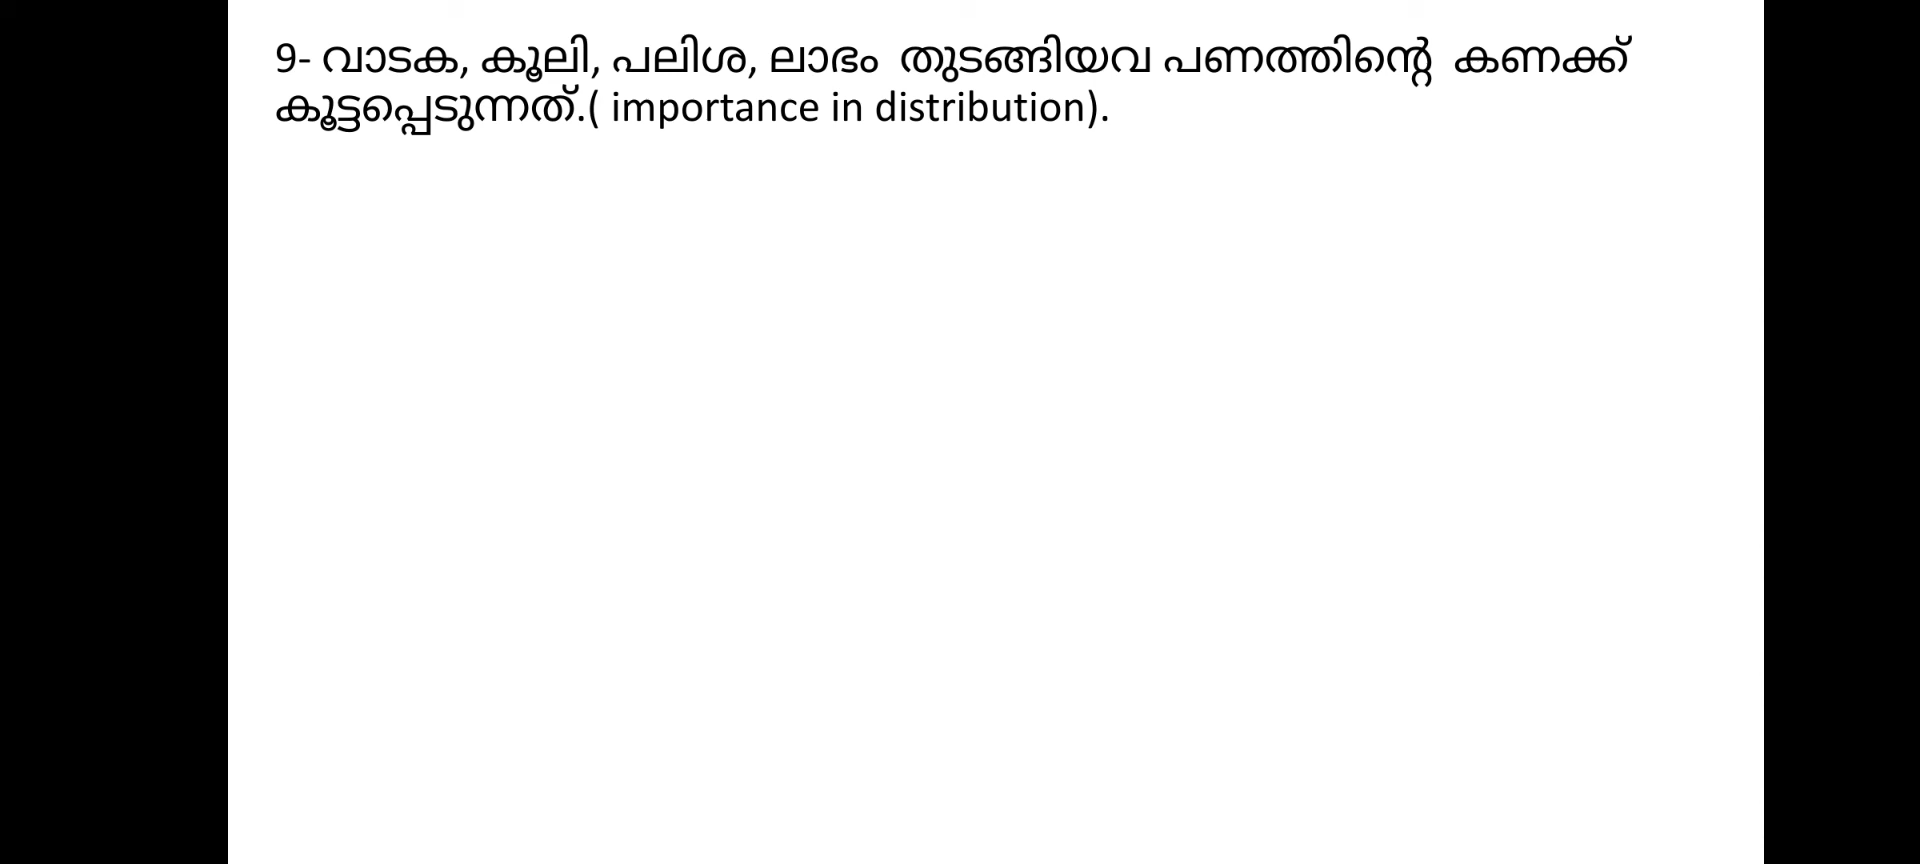 9- വാടക, കൂലി, പലിശ, ലാഭം തുടങ്ങിയവ പണത്തിന്റെ കണക്ക്
കൂട്ടപ്പെടുന്നത്.( importance in distribution).